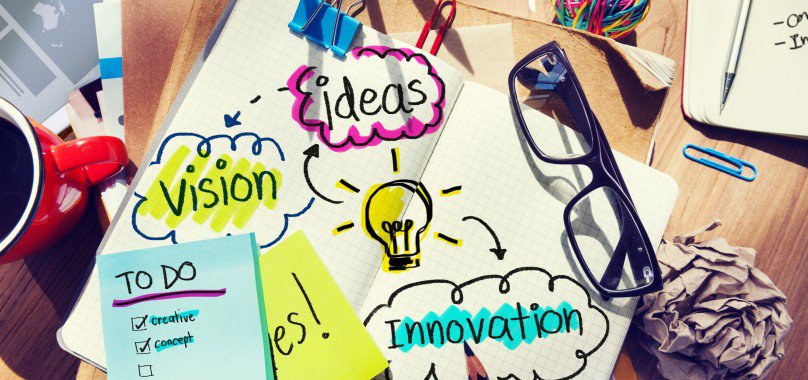 ideas
vision
TO DO
creative
concept
es!
Innovation